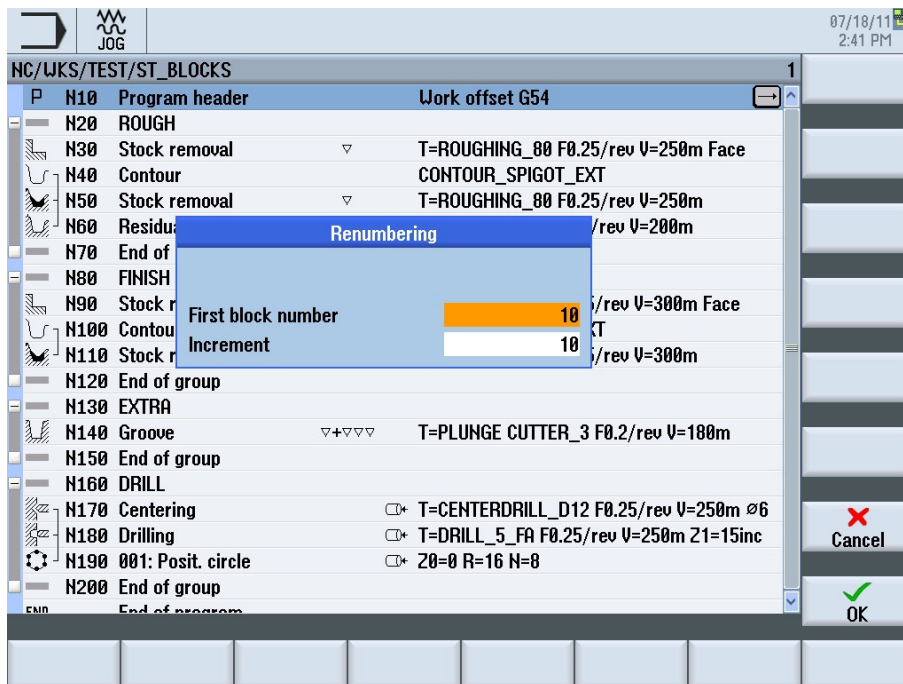 07/18/11
JOG
2:41 PM
NC/WKS/TEST/ST_BLOCKS 1
P N10 Program header Work offset G54
N20 ROUGH
N30 Stock removal ▽ T=ROUGHING_80 F0.25/rev V=250m Face
N40 Contour CONTOUR_SPIGOT_EXT
N50 Stock removal ▽ T=ROUGHING_80 F0.25/rev V=250m
N60 Residu /rev V=200m
N70 End of
N80 FINISH
N90 Stock r /rev V=300m Face
N100 Contou XT
N110 Stock r /rev V=300m
Renumbering
First block number 10
Increment 10
N120 End of group
N130 EXTRA
N140 Groove ▽+▽▽▽ T=PLUNGE CUTTER_3 F0.2/rev V=180m
N150 End of group
N160 DRILL
N170 Centering T=CENTERDRILL_D12 F0.25/rev V=250m ø6
N180 Drilling T=DRILL_5_FA F0.25/rev V=250m Z1=15inc
N190 001: Posit. circle Z0=0 R=16 N=8
N200 End of group
END End of program
Cancel
OK